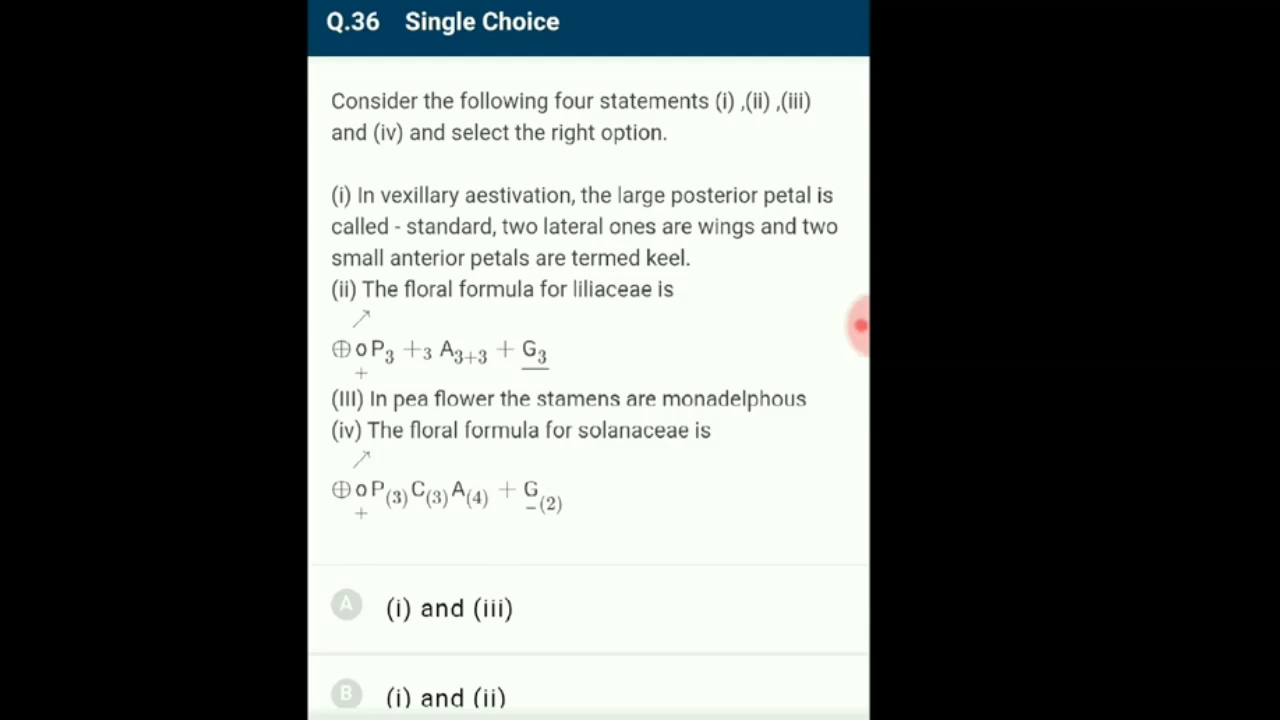 Q.36 Single Choice
Consider the following four statements (i) ,(ii) ,(iii)
and (iv) and select the right option.
(i) In vexillary aestivation, the large posterior petal is
called - standard, two lateral ones are wings and two
small anterior petals are termed keel.
(ii) The floral formula for liliaceae is
↗
⊕ o P₃ +₃ A₃₊₃ + G₃
+
(III) In pea flower the stamens are monadelphous
(iv) The floral formula for solanaceae is
↗
⊕ o P₍₃₎ C₍₃₎ A₍₄₎ + G₍₂₎
+
A (i) and (iii)
B (i) and (ii)